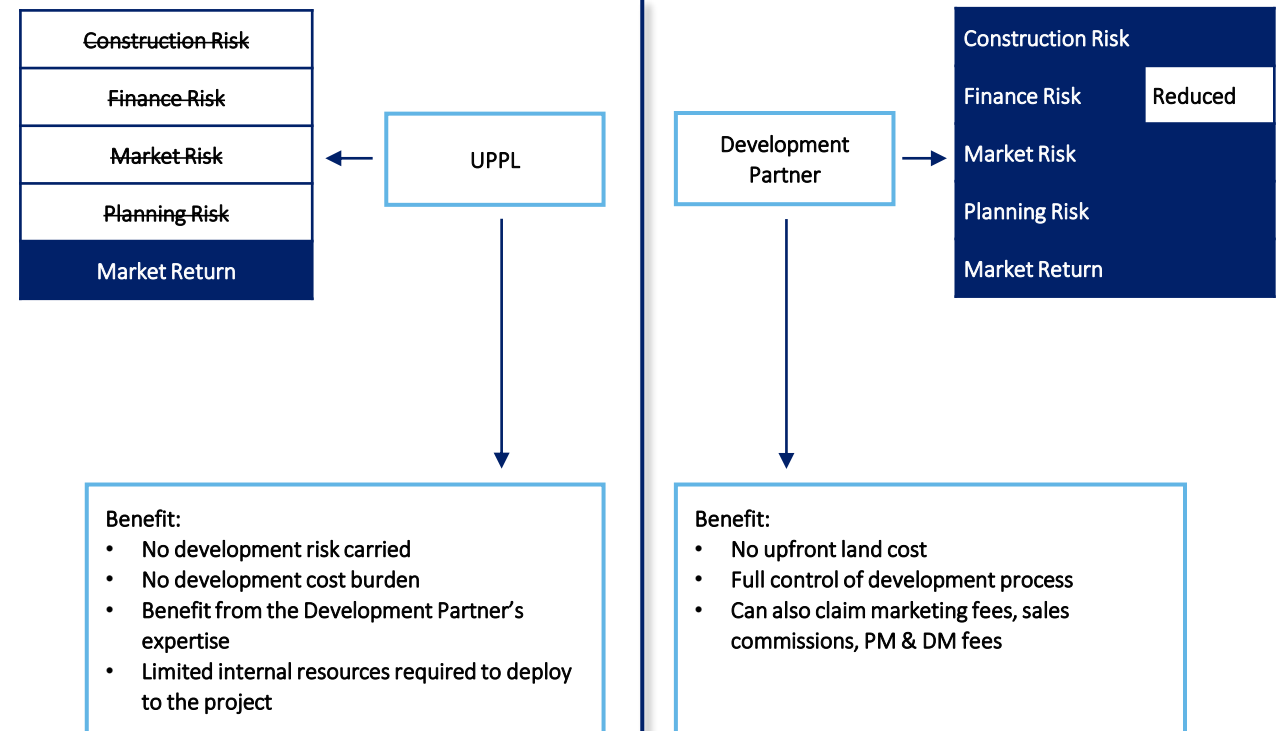 Construction Risk
Finance Risk
Market Risk
Planning Risk
Market Return
UPPL
Benefit:
• No development risk carried
• No development cost burden
• Benefit from the Development Partner’s
expertise
• Limited internal resources required to deploy
to the project
Development
Partner
Construction Risk
Finance Risk Reduced
Market Risk
Planning Risk
Market Return
Benefit:
• No upfront land cost
• Full control of development process
• Can also claim marketing fees, sales
commissions, PM & DM fees